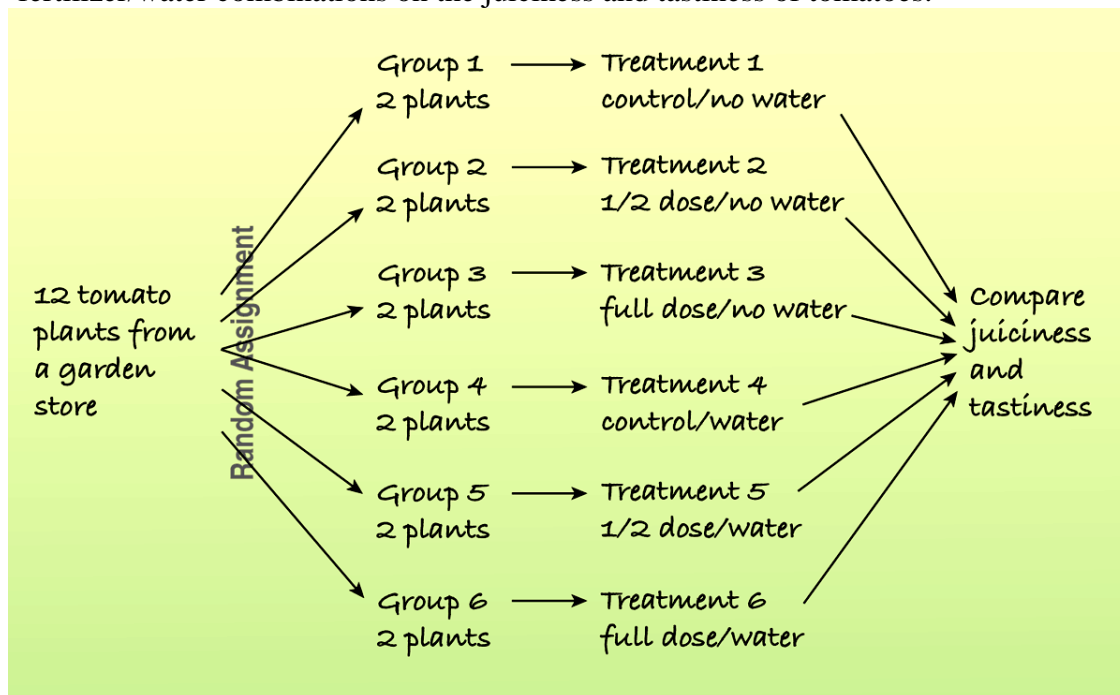 fertilizer/water combinations on the juiciness and tastiness of tomatoes.
Group 1
2 plants
Treatment 1
control/no water
Group 2
2 plants
Treatment 2
1/2 dose/no water
Group 3
2 plants
Treatment 3
full dose/no water
12 tomato
plants from
a garden
store
Random Assignment
Group 4
2 plants
Treatment 4
control/water
Group 5
2 plants
Treatment 5
1/2 dose/water
Group 6
2 plants
Treatment 6
full dose/water
Compare
juiciness
and
tastiness